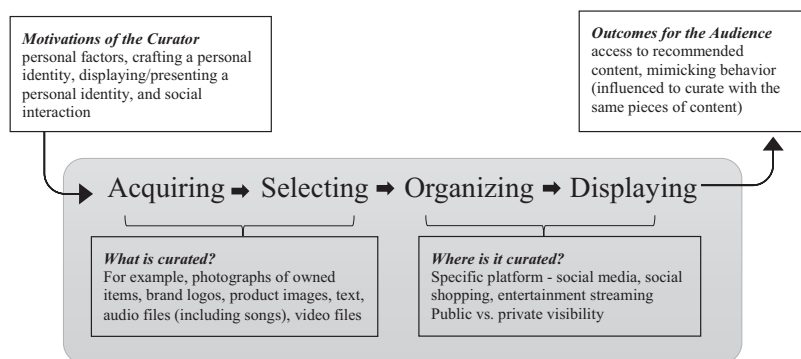 Motivations of the Curator
personal factors, crafting a personal
identity, displaying/presenting a
personal identity, and social
interaction
Outcomes for the Audience
access to recommended
content, mimicking behavior
(influenced to curate with the
same pieces of content)
Acquiring Selecting Organizing Displaying
What is curated?
For example, photographs of owned
items, brand logos, product images, text,
audio files (including songs), video files
Where is it curated?
Specific platform - social media, social
shopping, entertainment streaming
Public vs. private visibility